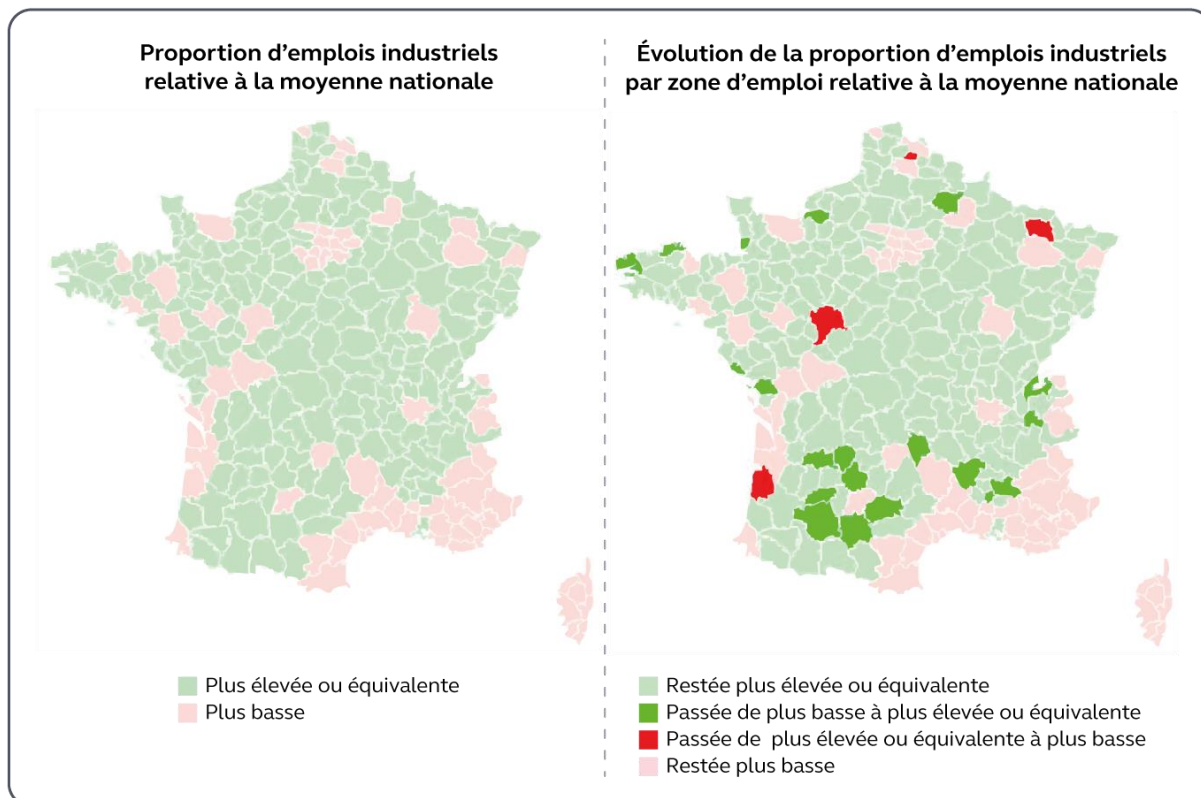 Proportion d’emplois industriels
relative à la moyenne nationale
Plus élevée ou équivalente
Plus basse
Évolution de la proportion d’emplois industriels
par zone d’emploi relative à la moyenne nationale
Restée plus élevée ou équivalente
Passée de plus basse à plus élevée ou équivalente
Passée de plus élevée ou équivalente à plus basse
Restée plus basse